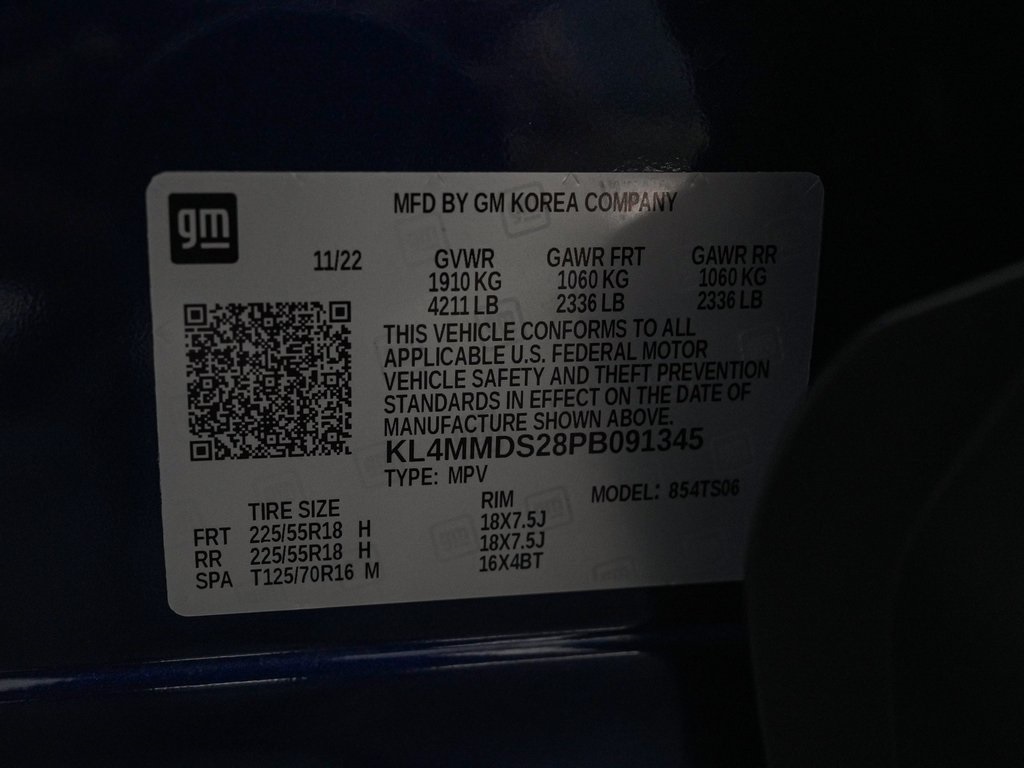 gm
MFD BY GM KOREA COMPANY
11/22 GVWR GAWR FRT GAWR RR
1910 KG 1060 KG 1060 KG
4211 LB 2336 LB 2336 LB
THIS VEHICLE CONFORMS TO ALL
APPLICABLE U.S. FEDERAL MOTOR
VEHICLE SAFETY AND THEFT PREVENTION
STANDARDS IN EFFECT ON THE DATE OF
MANUFACTURE SHOWN ABOVE.
KL4MMDS28PB091345
TYPE: MPV
TIRE SIZE RIM MODEL: 854TS06
FRT 225/55R18 H 18X7.5J
RR 225/55R18 H 18X7.5J
SPA T125/70R16 M 16X4BT